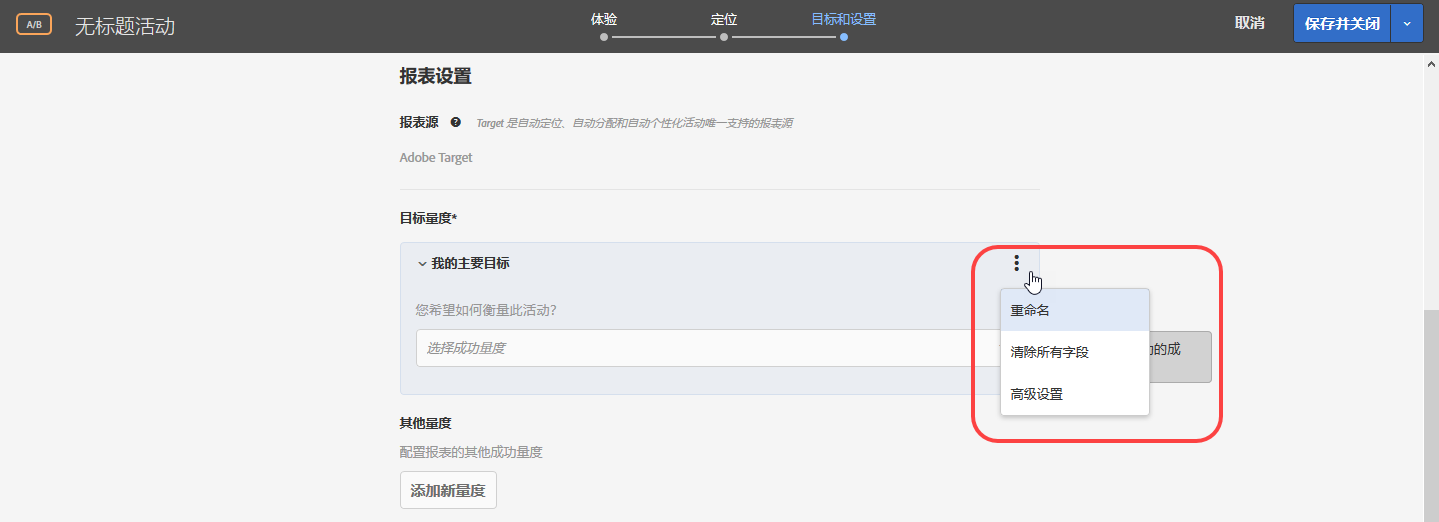 A/B 无标题活动 体验 定位 目标和设置 取消 保存并关闭
报表设置
报表源 Target 是自动定位、自动分配和自动个性化活动唯一支持的报表源
Adobe Target
目标量度*
我的主要目标
重命名
您希望如何衡量此活动?
选择成功量度
清除所有字段
的成
高级设置
其他量度
配置报表的其他成功量度
添加新量度